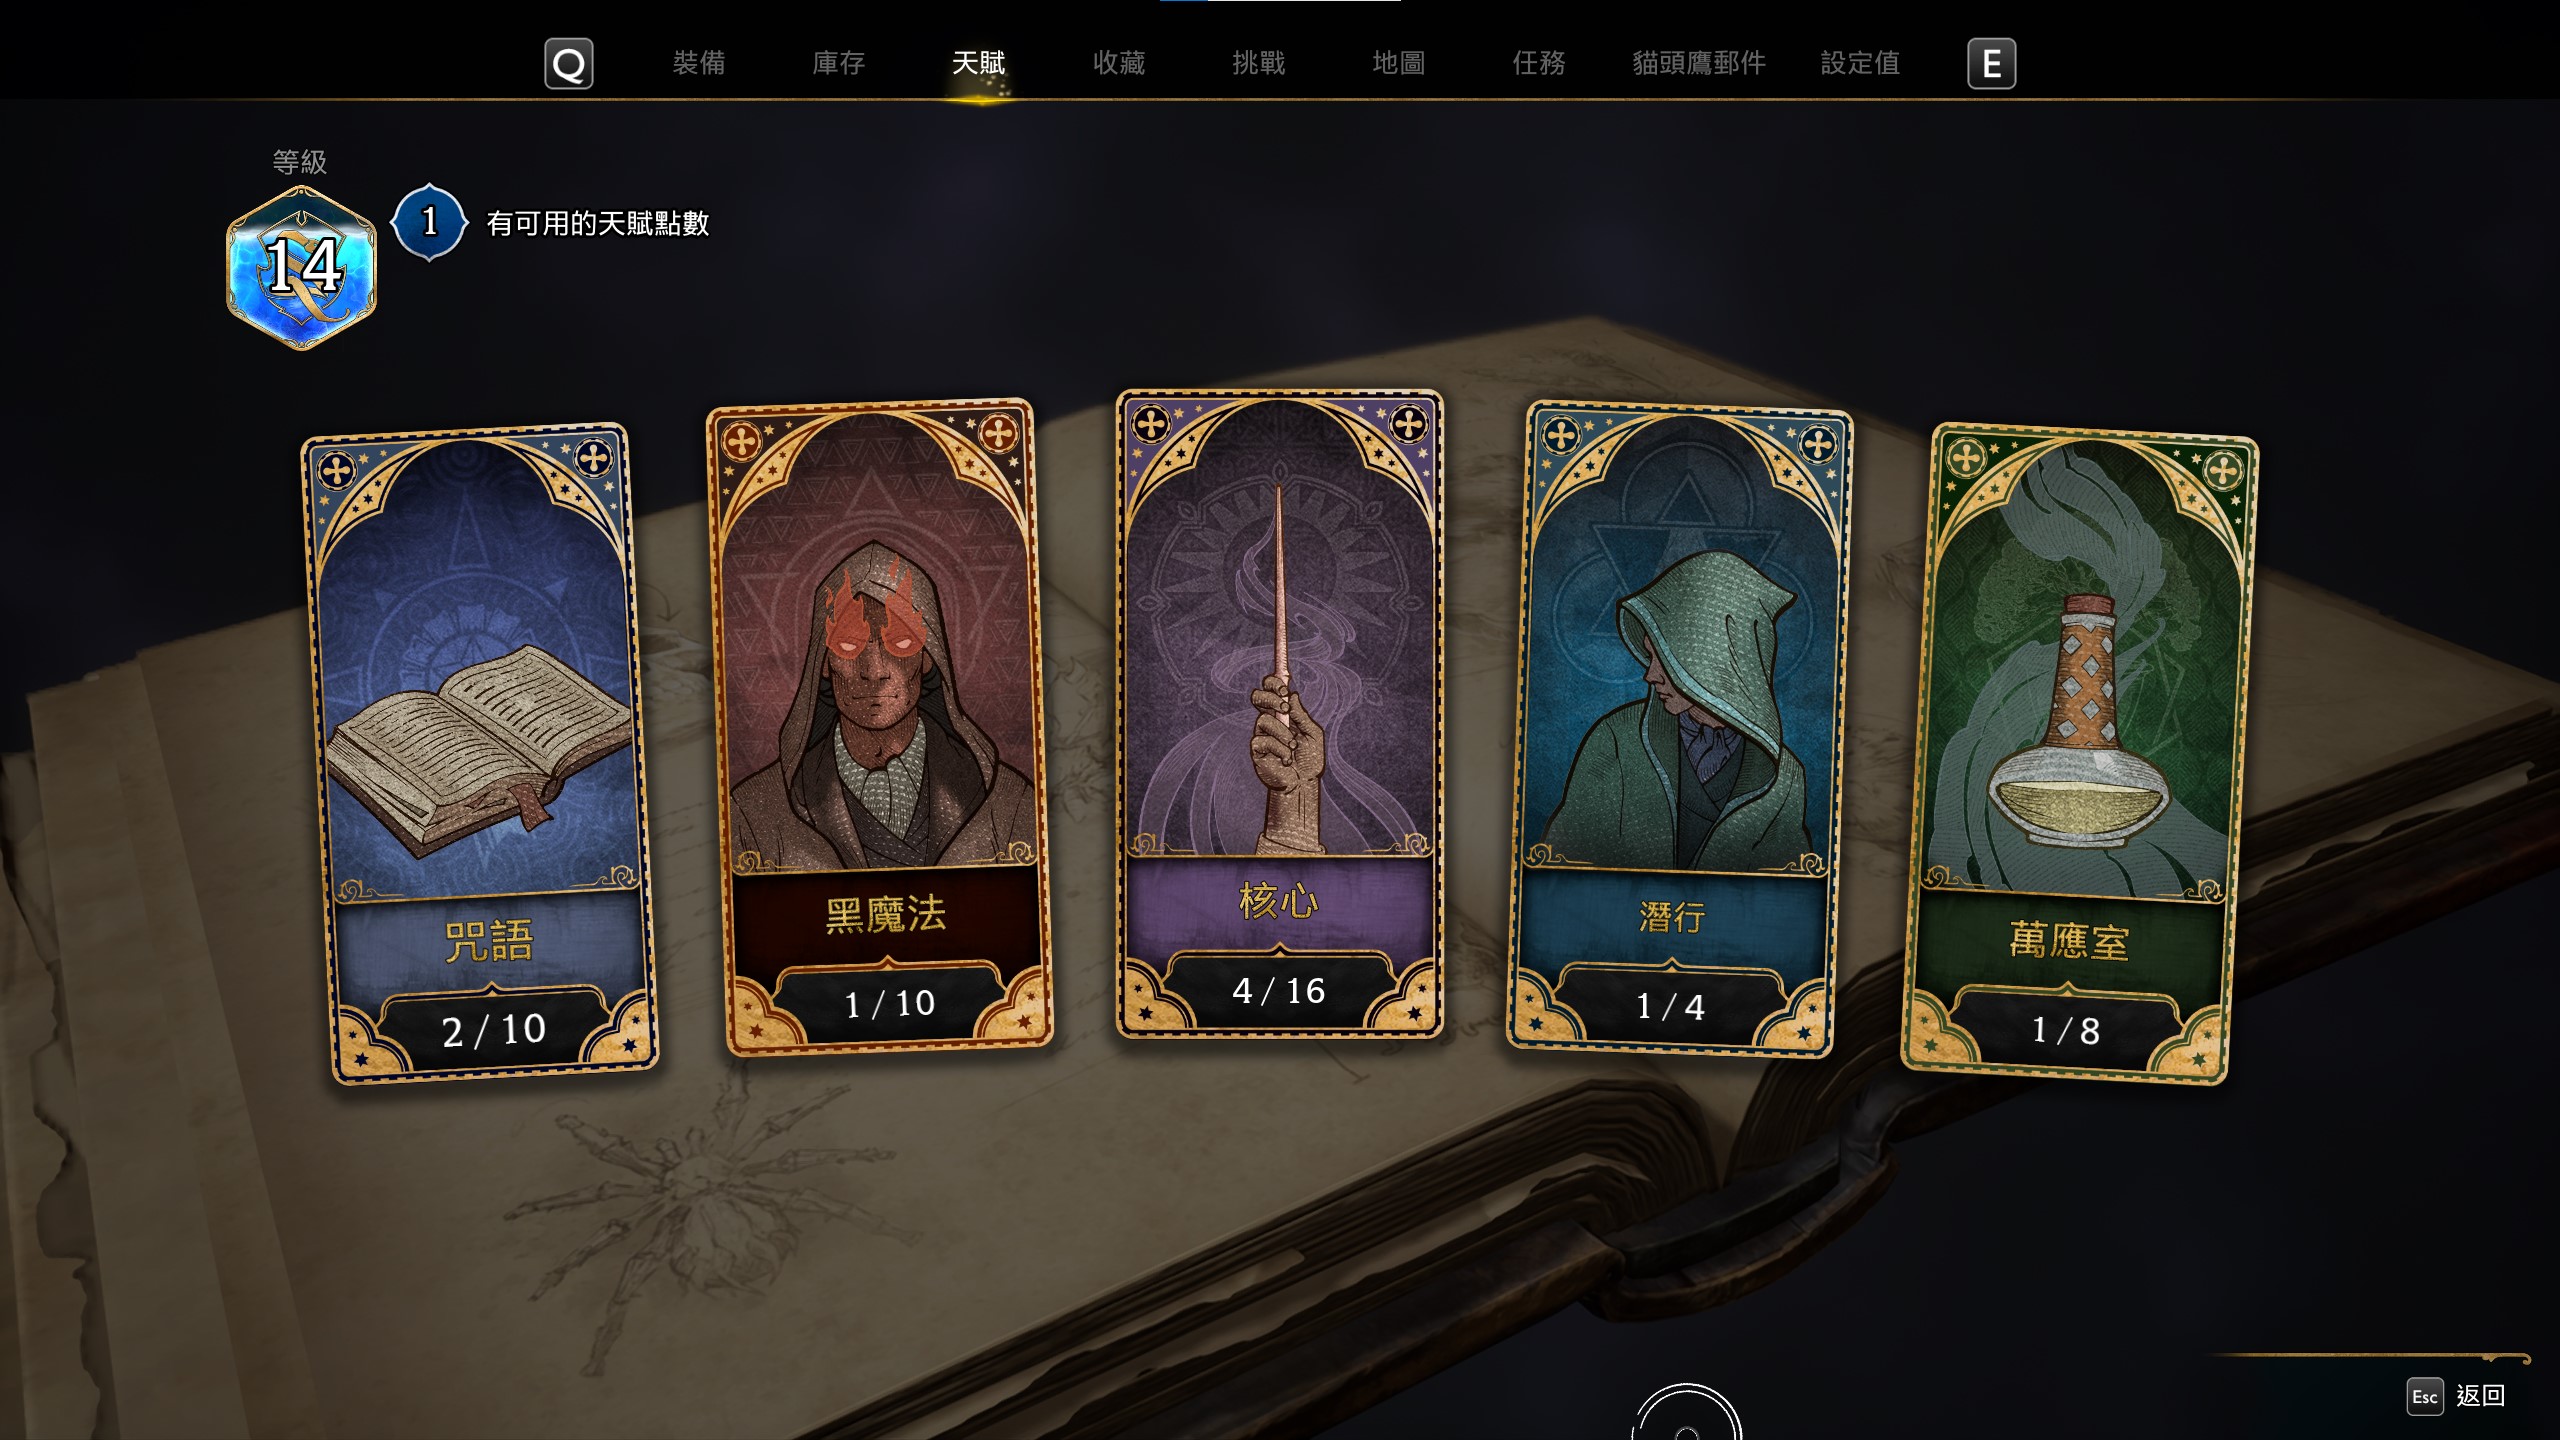 Q 裝備 庫存 天賦 收藏 挑戰 地圖 任務 貓頭鷹郵件 設定值 E
等級
14
1 有可用的天賦點數
咒語
2 / 10
黑魔法
1 / 10
核心
4 / 16
潛行
1 / 4
萬應室
1 / 8
Esc 返回